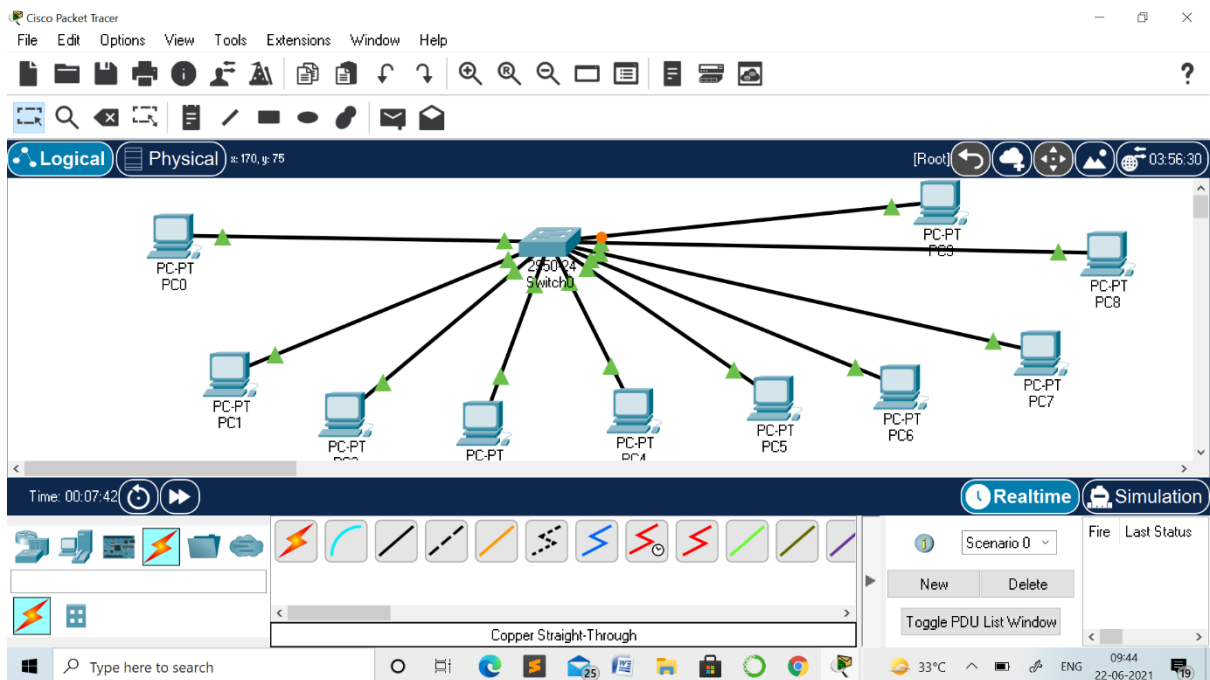 Cisco Packet Tracer
File Edit Options View Tools Extensions Window Help
Logical Physical x: 170, y: 75 [Root] 03:56:30
PC-PT
PC0
2950-24
Switch0
PC-PT
PC9
PC-PT
PC8
PC-PT
PC1
PC-PT
PC-PT
PC-PT
PC4
PC-PT
PC5
PC-PT
PC6
PC-PT
PC7
Time: 00:07:42 Realtime Simulation
Scenario 0
Fire Last Status
New Delete
Toggle PDU List Window
Copper Straight-Through
Type here to search
25
33°C ENG
09:44
22-06-2021
19